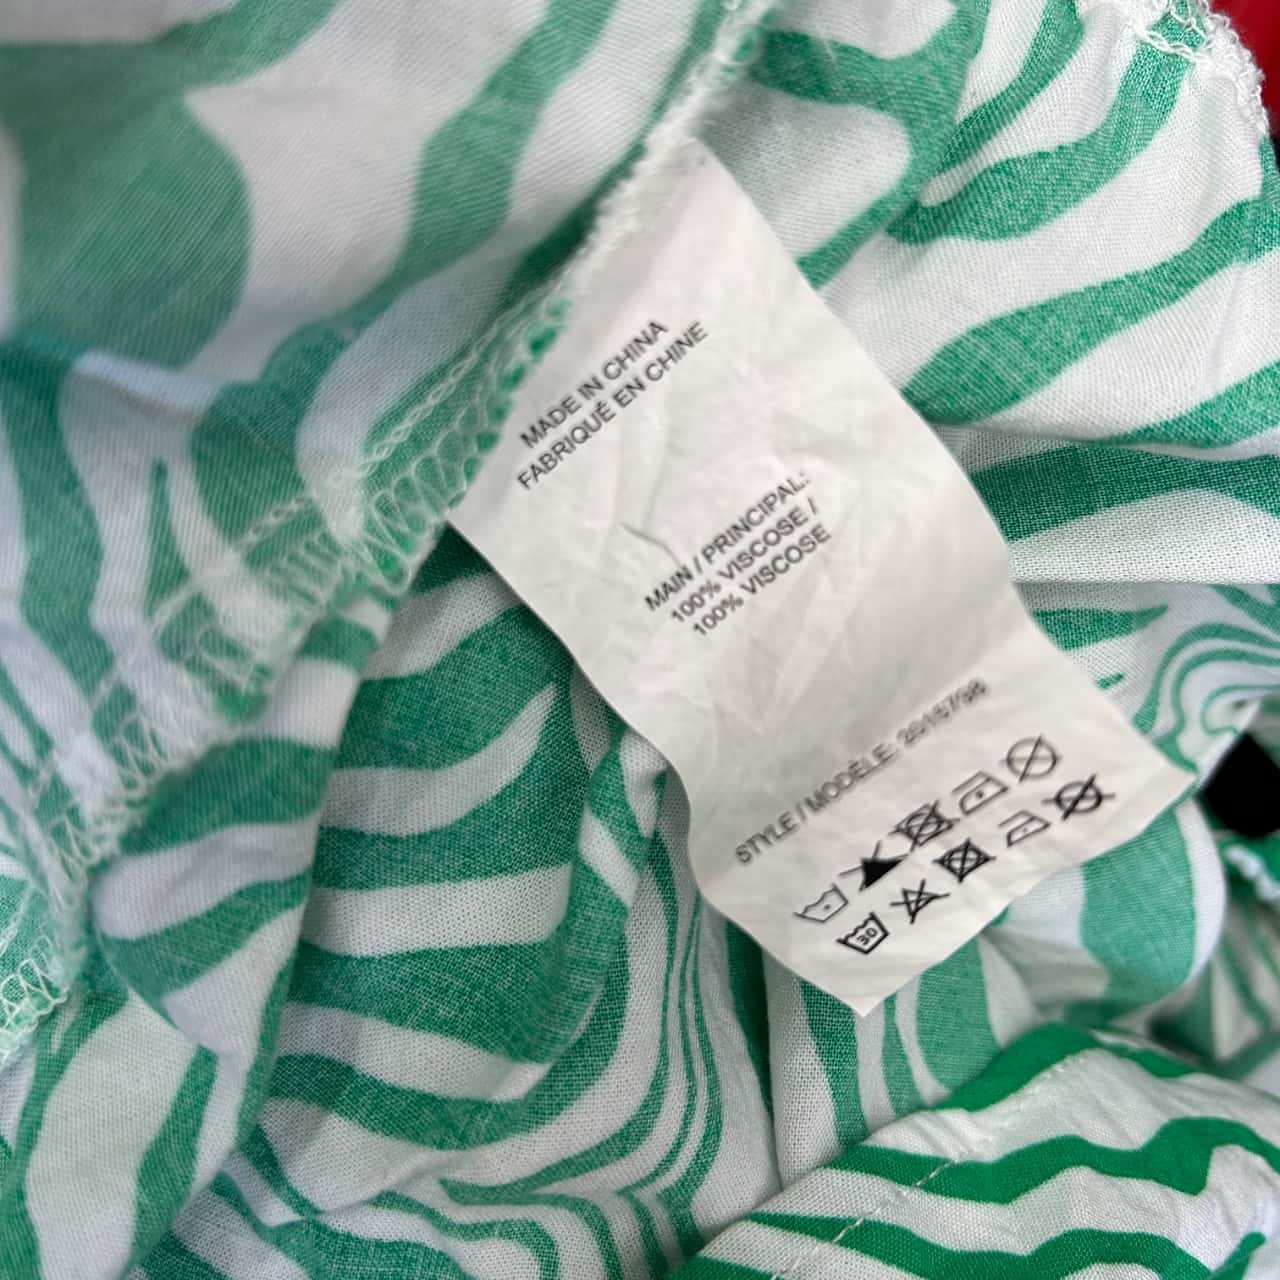 MADE IN CHINA
FABRIQUÉ EN CHINE
MAIN / PRINCIPAL:
100% VISCOSE /
100% VISCOSE
STYLE / MODÈLE:
30